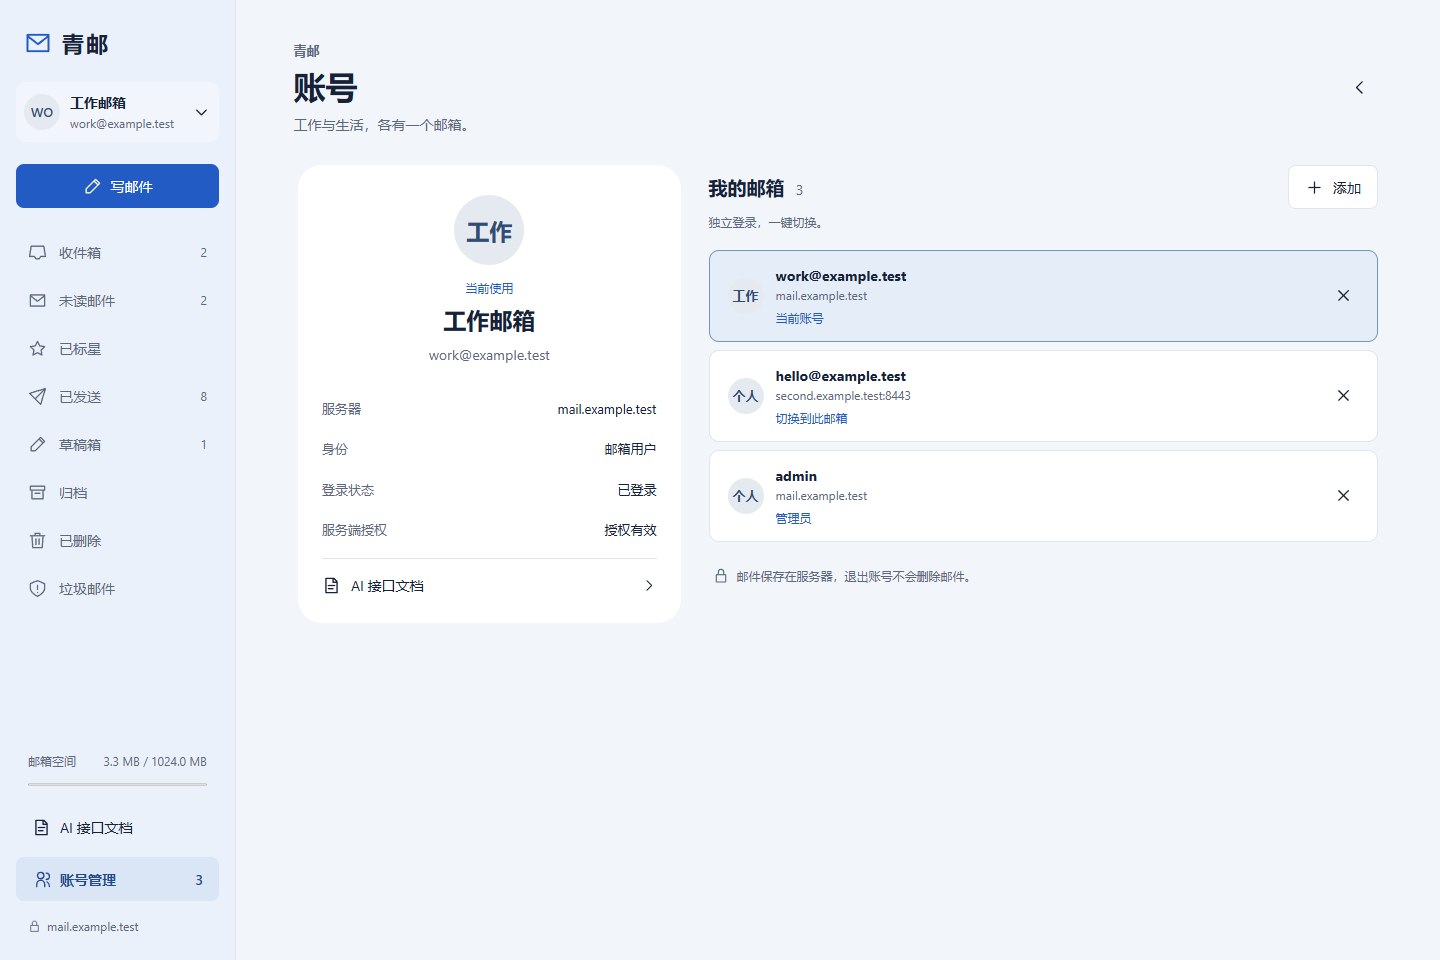 青邮
WO
工作邮箱
work@example.test
写邮件
收件箱 2
未读邮件 2
已标星
已发送 8
草稿箱 1
归档
已删除
垃圾邮件
邮箱空间 3.3 MB / 1024.0 MB
AI 接口文档
账号管理 3
mail.example.test
青邮
账号
工作与生活，各有一个邮箱。
工作
当前使用
工作邮箱
work@example.test
服务器 mail.example.test
身份 邮箱用户
登录状态 已登录
服务端授权 授权有效
AI 接口文档
我的邮箱 3
添加
独立登录，一键切换。
工作
work@example.test
mail.example.test
当前账号
个人
hello@example.test
second.example.test:8443
切换到此邮箱
个人
admin
mail.example.test
管理员
邮件保存在服务器，退出账号不会删除邮件。